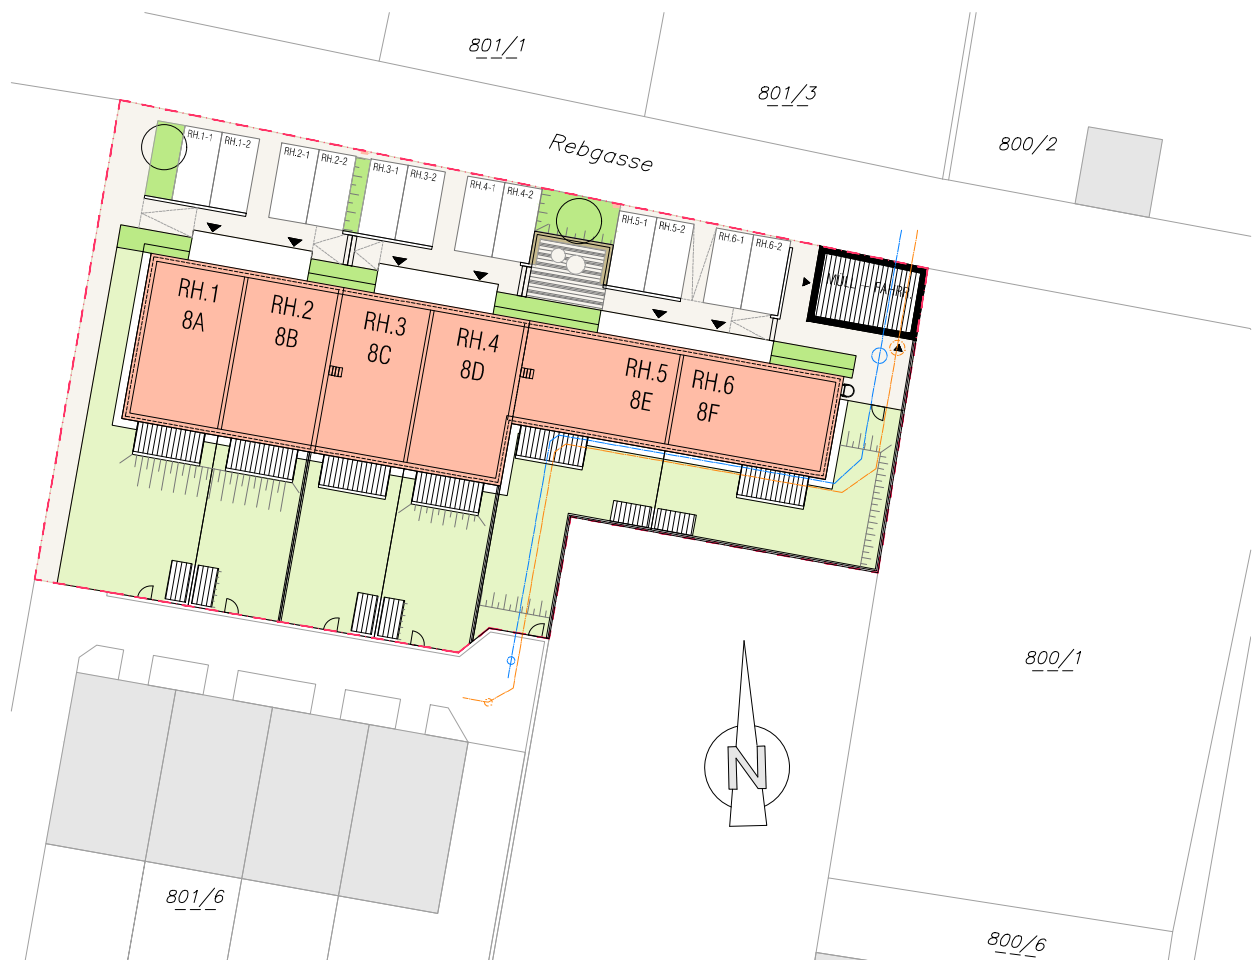 801/1
801/3
800/2
Rebgasse
RH.1-1
RH.1-2
RH.2-1
RH.2-2
RH.3-1
RH.3-2
RH.4-1
RH.4-2
RH.5-1
RH.5-2
RH.6-1
RH.6-2
MÜLL - FAHRR
RH.1
8A
RH.2
8B
RH.3
8C
RH.4
8D
RH.5
8E
RH.6
8F
800/1
N
801/6
800/6